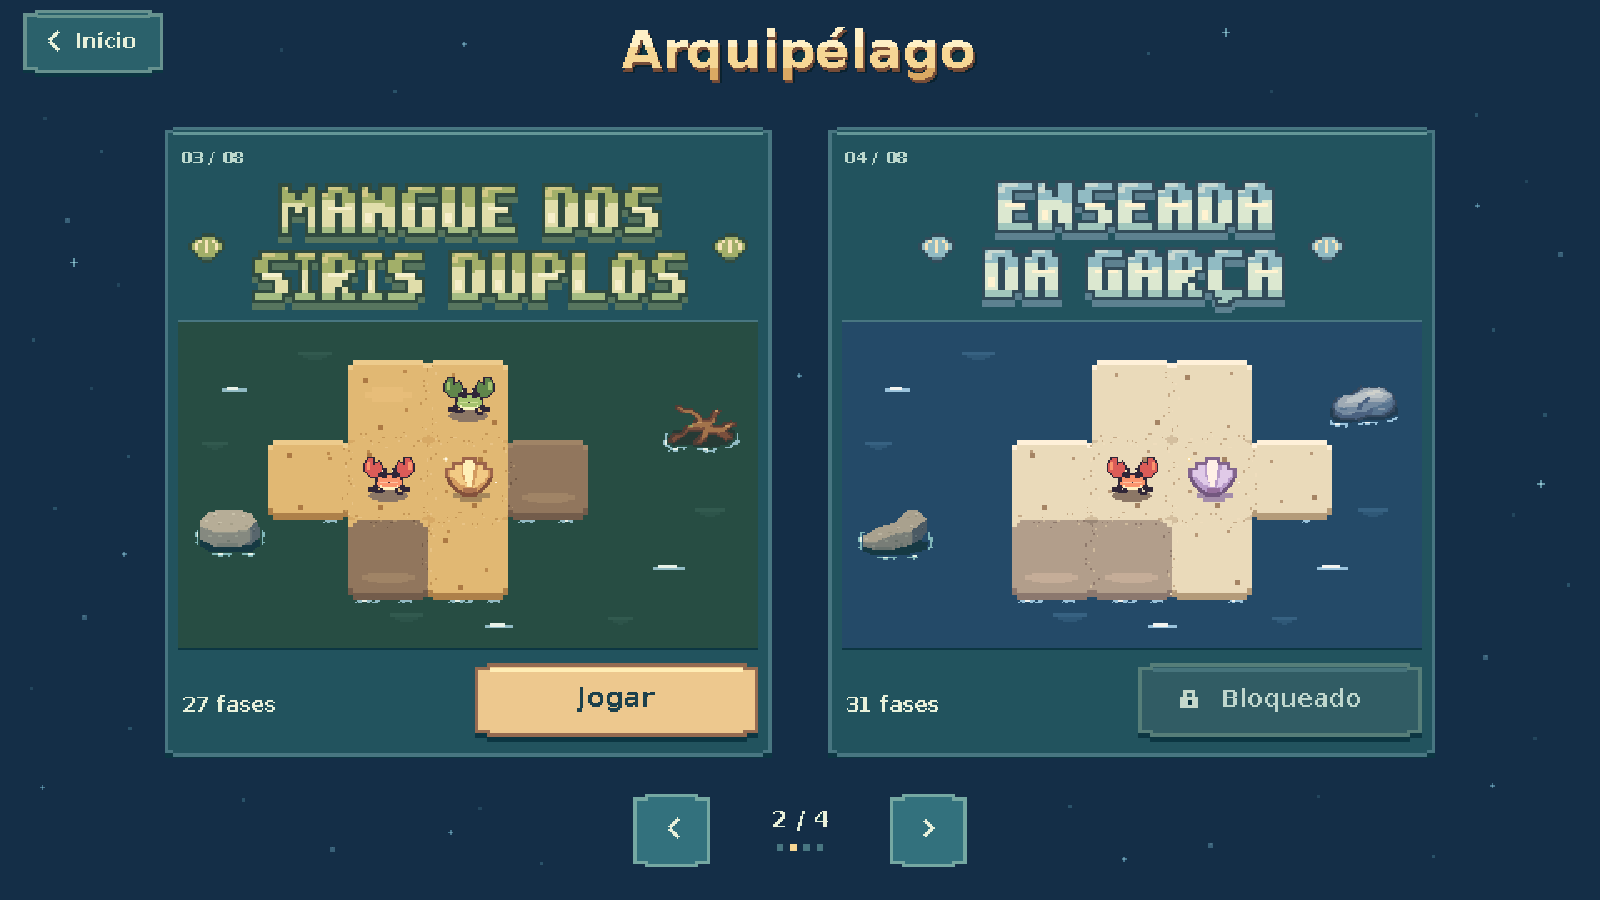 Início
Arquipélago
03 / 08
MANGUE DOS
SIRIS DUPLOS
27 fases
Jogar
04 / 08
ENSEADA
DA GARÇA
31 fases
Bloqueado
2 / 4